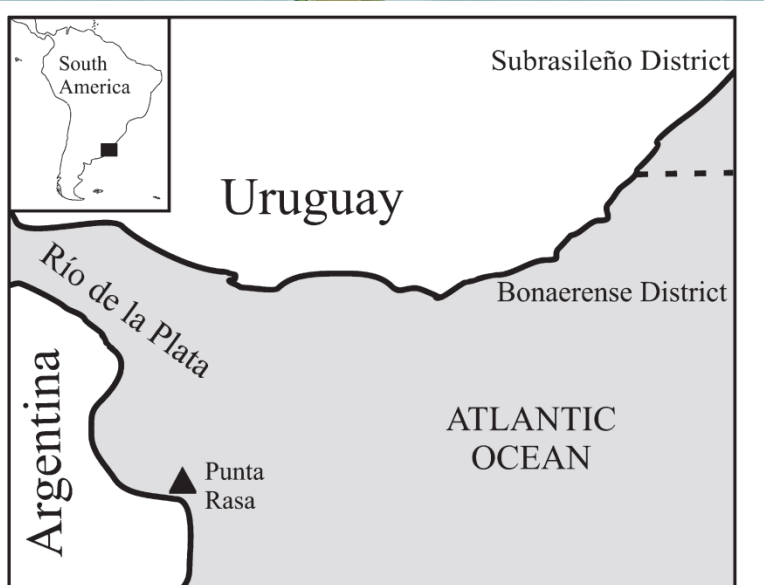 South
America
Subrasileño District
Uruguay
Río de la Plata
Bonaerense District
Argentina
ATLANTIC
OCEAN
Punta
Rasa